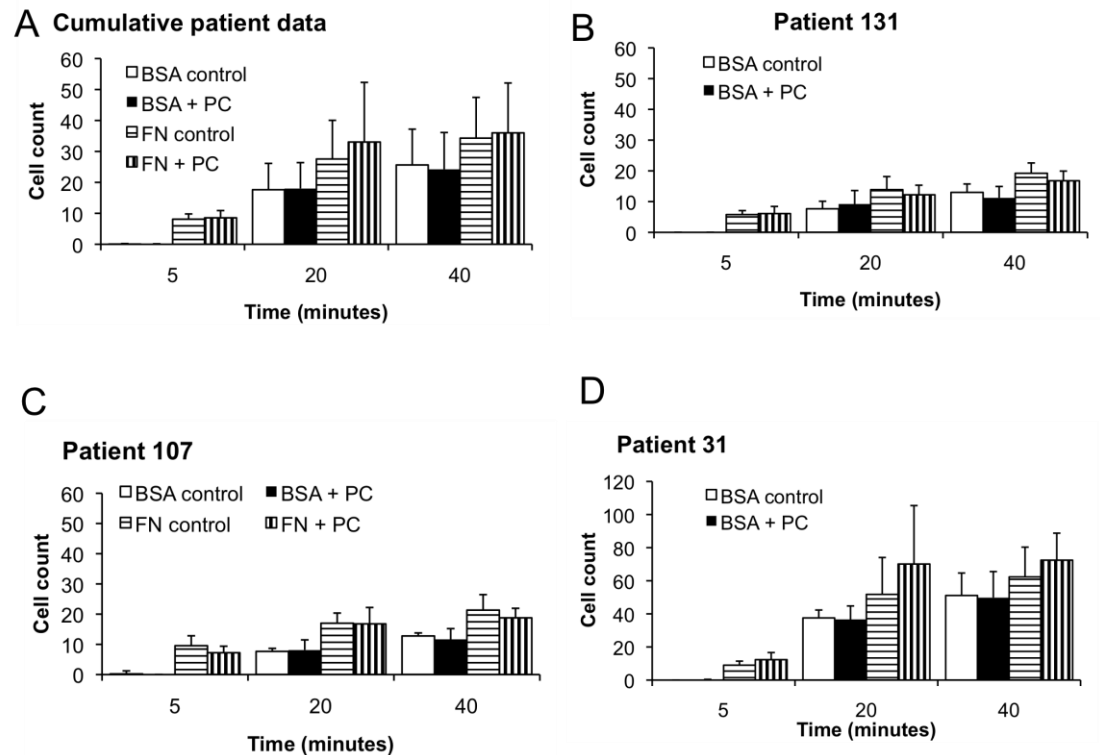 A Cumulative patient data
60
50
40
30
20
10
0
Cell count
BSA control
BSA + PC
FN control
FN + PC
5 20 40
Time (minutes)
B Patient 131
60
50
40
30
20
10
0
Cell count
BSA control
BSA + PC
5 20 40
Time (minutes)
C
Patient 107
60
50
40
30
20
10
0
Cell count
BSA control BSA + PC
FN control FN + PC
5 20 40
Time (minutes)
D
Patient 31
120
100
80
60
40
20
0
Cell count
BSA control
BSA + PC
5 20 40
Time (minutes)